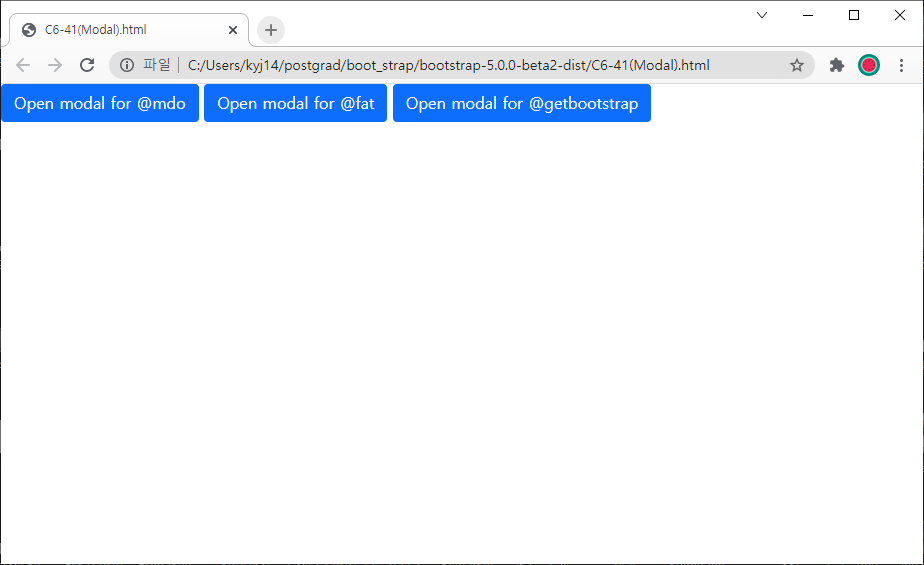 C6-41(Modal).html
파일 C:/Users/kyj14/postgrad/boot_strap/bootstrap-5.0.0-beta2-dist/C6-41(Modal).html
Open modal for @mdo Open modal for @fat Open modal for @getbootstrap